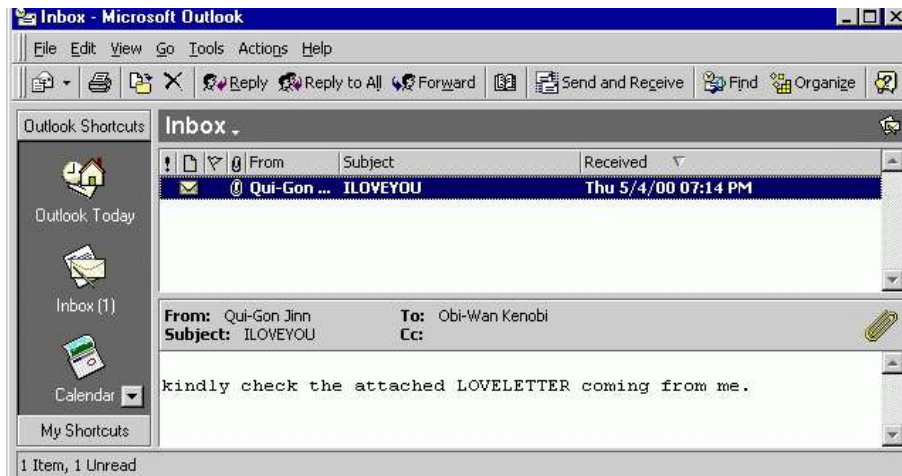 Inbox - Microsoft Outlook
File Edit View Go Tools Actions Help
Reply Reply to All Forward Send and Receive Find Organize
Outlook Shortcuts
Inbox
! From Subject Received
Qui-Gon ... ILOVEYOU Thu 5/4/00 07:14 PM
Outlook Today
Inbox (1)
Calendar
My Shortcuts
From: Qui-Gon Jinn To: Obi-Wan Kenobi
Subject: ILOVEYOU Cc:
kindly check the attached LOVELETTER coming from me.
1 Item, 1 Unread